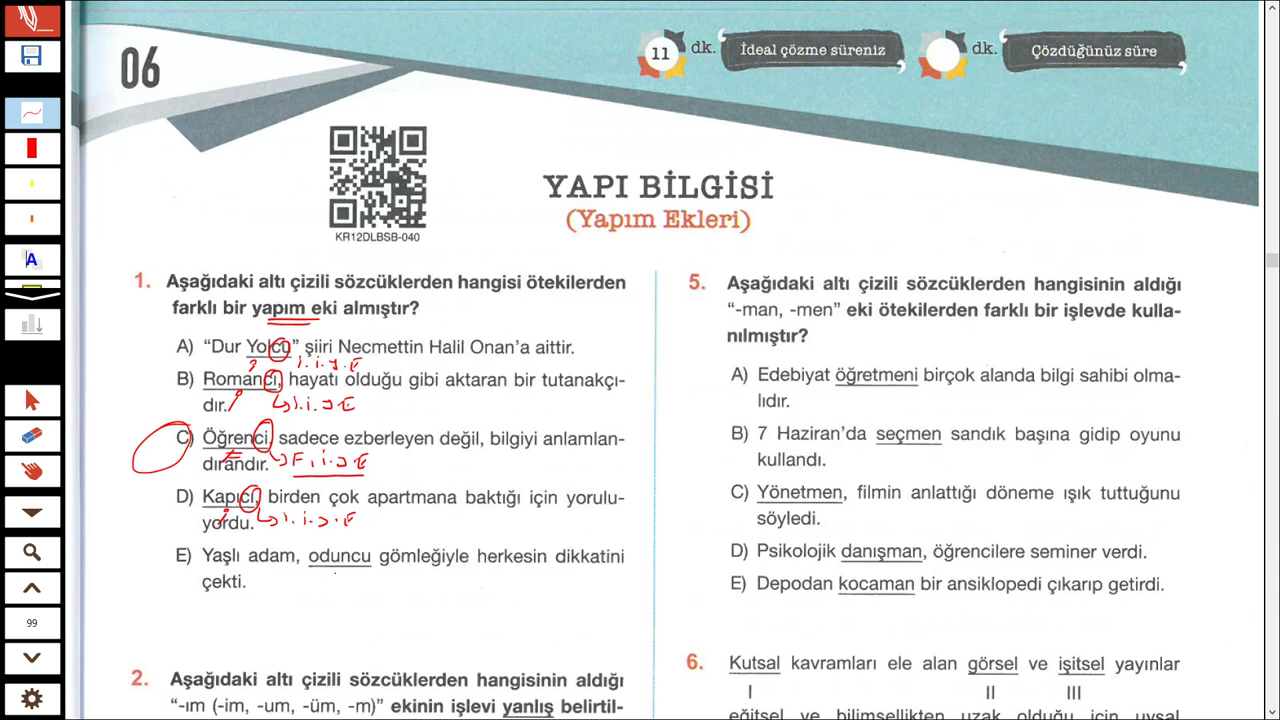 06
11 dk. İdeal çözme süreniz
dk. Çözdüğünüz süre
KR12DLBSB-040
YAPI BİLGİSİ
(Yapım Ekleri)
1. Aşağıdaki altı çizili sözcüklerden hangisi ötekilerden
farklı bir yapım eki almıştır?
A) “Dur Yolcu” şiiri Necmettin Halil Onan’a aittir.
i i.i.y.E
B) Romancı, hayatı olduğu gibi aktaran bir tutanakçı-
dır.
i i.i.y.E
C) Öğrenci, sadece ezberleyen değil, bilgiyi anlamlan-
dırandır.
F F.i.y.E
D) Kapıcı, birden çok apartmana baktığı için yorulu-
yordu.
i i.i.y.E
E) Yaşlı adam, oduncu gömleğiyle herkesin dikkatini
çekti.
2. Aşağıdaki altı çizili sözcüklerden hangisinin aldığı
“-ım (-im, -um, -üm, -m)” ekinin işlevi yanlış belirtil-
5. Aşağıdaki altı çizili sözcüklerden hangisinin aldığı
“-man, -men” eki ötekilerden farklı bir işlevde kulla-
nılmıştır?
A) Edebiyat öğretmeni birçok alanda bilgi sahibi olma-
lıdır.
B) 7 Haziran’da seçmen sandık başına gidip oyunu
kullandı.
C) Yönetmen, filmin anlattığı döneme ışık tuttuğunu
söyledi.
D) Psikolojik danışman, öğrencilere seminer verdi.
E) Depodan kocaman bir ansiklopedi çıkarıp getirdi.
6. Kutsal kavramları ele alan görsel ve işitsel yayınlar
I II III
eğitsel ve bilimsellikten uzak olduğu için uysal
A
99